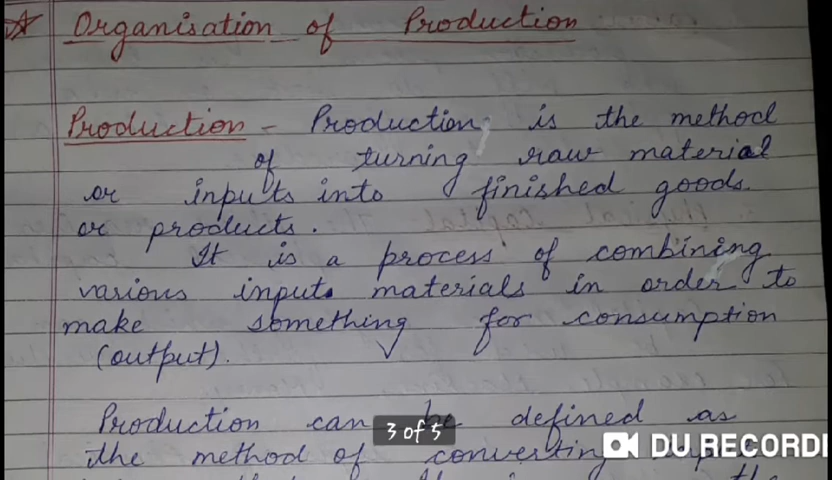 Organisation of Production
Production - Production is the method
of turning raw material
or inputs into finished goods
or products.
It is a process of combining
various inputs materials in order to
make something for consumption
(output).
Production can be defined as
3 of 5
the method of converting
DU RECORD